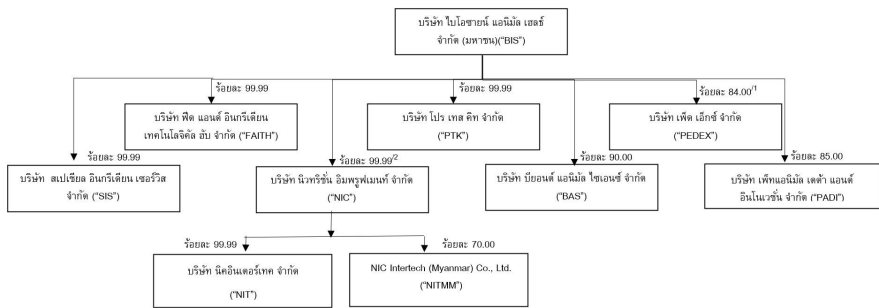 บริษัท ไบโอซายน์ แอนิมัล เฮลธ์
จำกัด (มหาชน)("BIS")
ร้อยละ 99.99
ร้อยละ 99.99
ร้อยละ 84.00/1
บริษัท ฟีด แอนด์ อินกรีเดียน
เทคโนโลจิคัล ฮับ จำกัด ("FAITH")
บริษัท โปร เทค คิท จำกัด
"PTK")
บริษัท เพ็ด เอ็กซ์ จำกัด
("PEDEX")
ร้อยละ 99.99
ร้อยละ 99.99/2
ร้อยละ 90.00
ร้อยละ 85.00
บริษัท สเปเชียล อินกรีเดียน เซอร์วิส
จำกัด ("SIS")
บริษัท นิวทริชั่น อิมพรูฟเมนท์ จำกัด
("NIC")
บริษัท บียอนด์ แอนิมัล ไซเอนซ์ จำกัด
("BAS")
บริษัท เพ็ทแอนิมัล เดต้า แอนด์
อินโนเวชั่น จำกัด ("PADI")
ร้อยละ 99.99
ร้อยละ 70.00
บริษัท นิคอินเตอร์เทค จำกัด
("NIT")
NIC Intertech (Myanmar) Co., Ltd.
("NITMM")